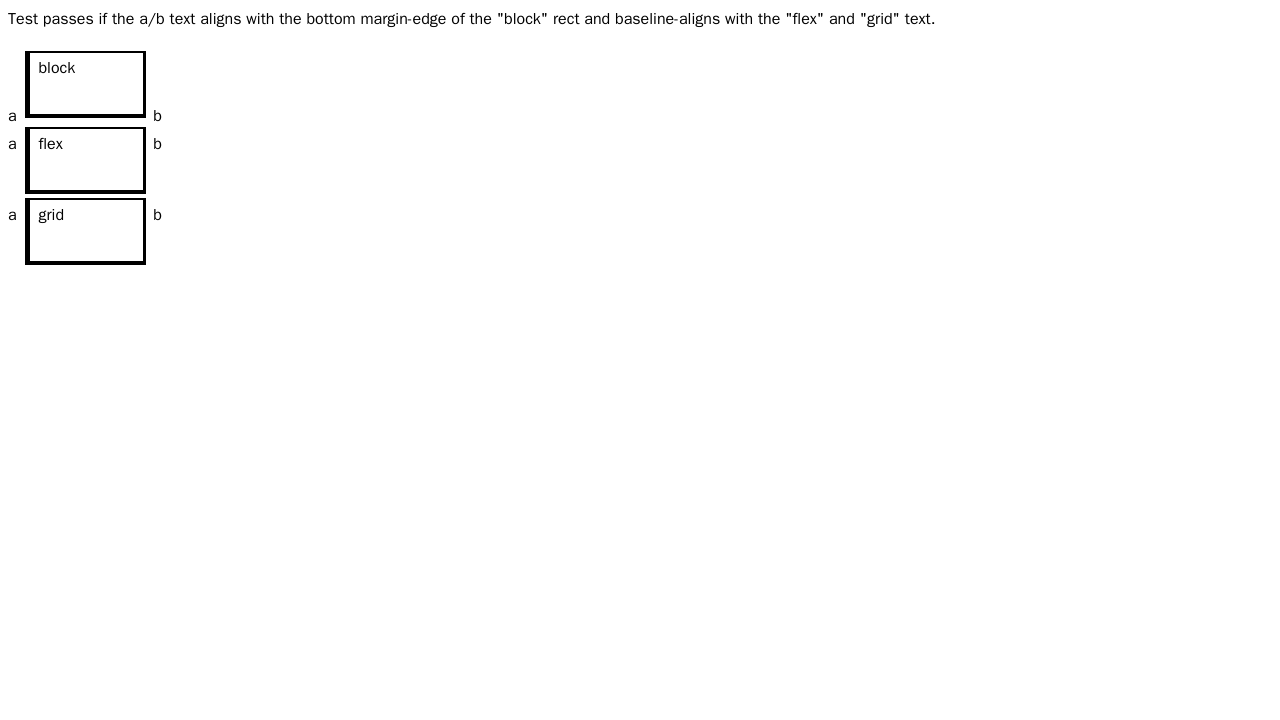 Test passes if the a/b text aligns with the bottom margin-edge of the "block" rect and baseline-aligns with the "flex" and "grid" text.
block
a b
a flex b
a grid b